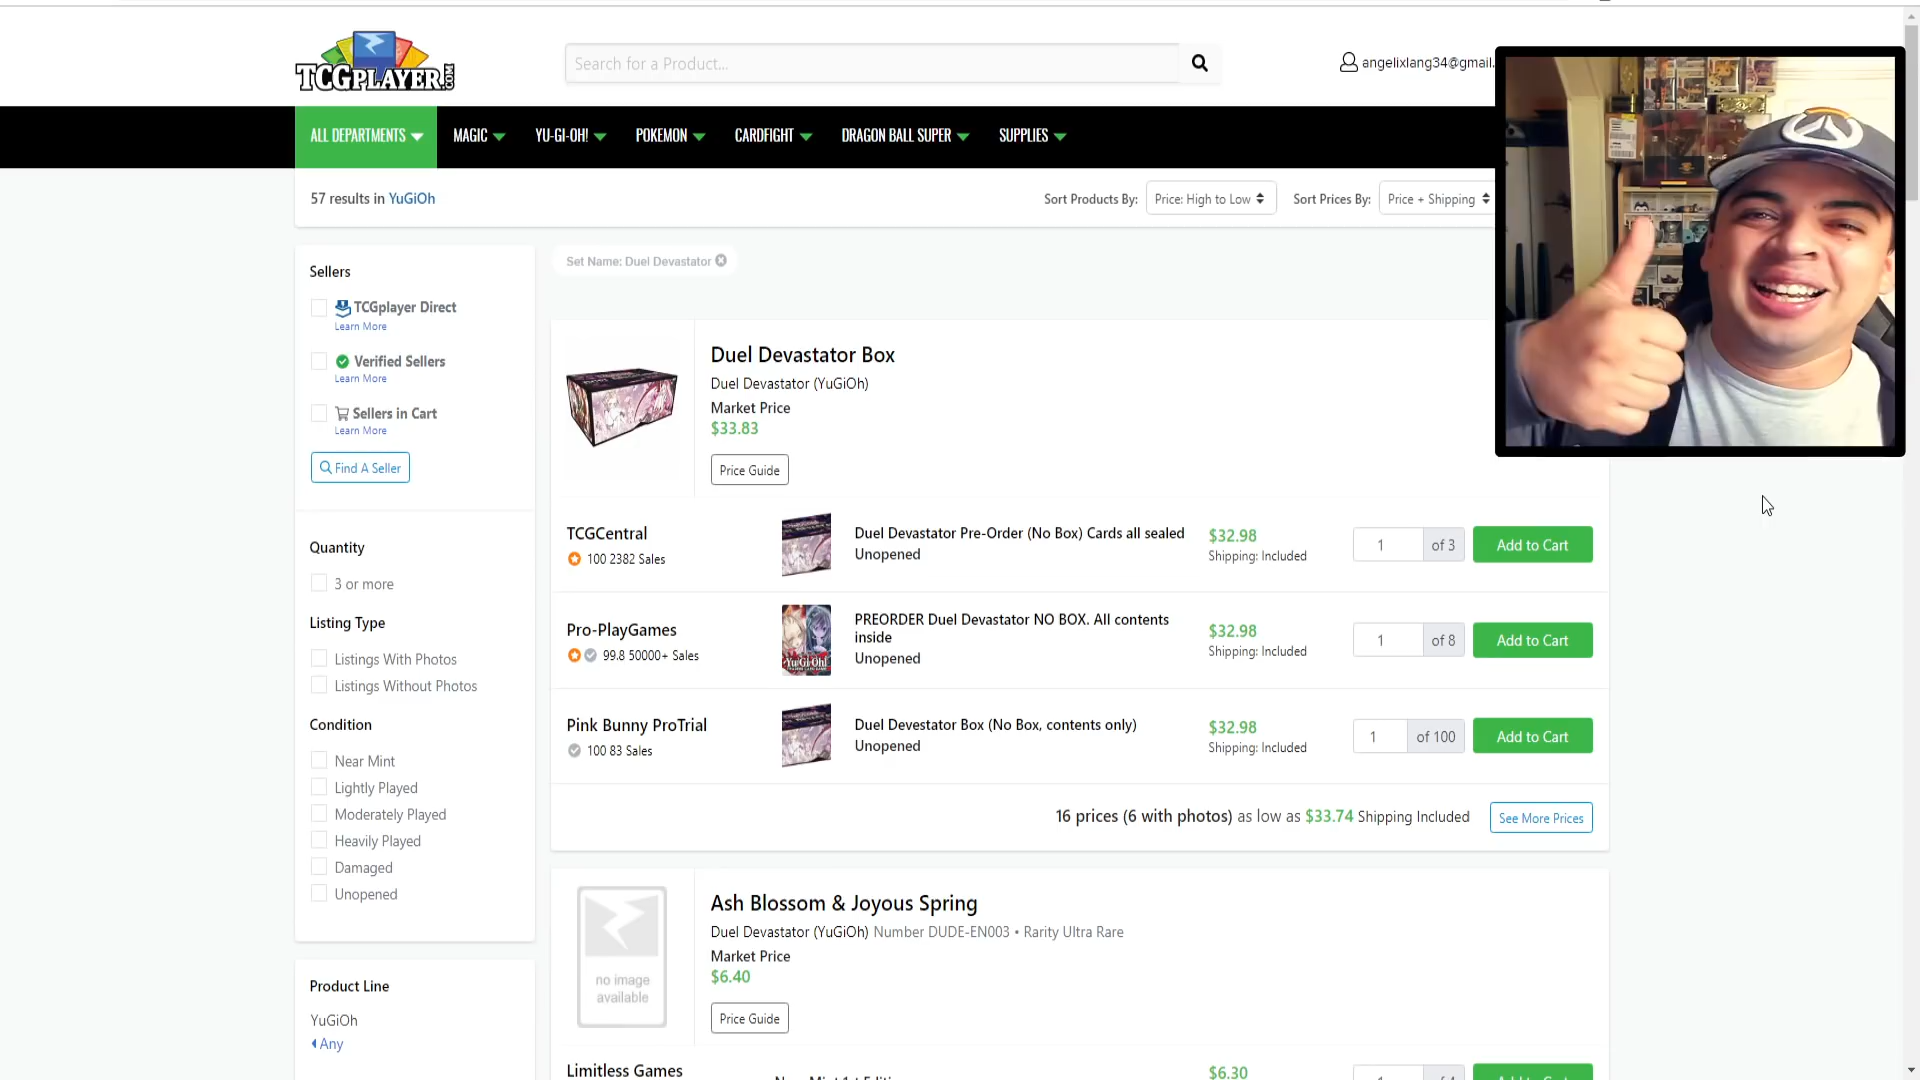 TCGPLAYER.COM
Search for a Product...
angelixlang34@gmail.
ALL DEPARTMENTS
MAGIC
YU-GI-OH!
POKEMON
CARDFIGHT
DRAGON BALL SUPER
SUPPLIES
57 results in YuGiOh
Sort Products By:
Price: High to Low
Sort Prices By:
Price + Shipping
Set Name: Duel Devastator
Sellers
TCGplayer Direct
Learn More
Verified Sellers
Learn More
Sellers in Cart
Learn More
Find A Seller
Quantity
3 or more
Listing Type
Listings With Photos
Listings Without Photos
Condition
Near Mint
Lightly Played
Moderately Played
Heavily Played
Damaged
Unopened
Product Line
YuGiOh
Any
Duel Devastator Box
Duel Devastator (YuGiOh)
Market Price
$33.83
Price Guide
TCGCentral
100 2382 Sales
Duel Devastator Pre-Order (No Box) Cards all sealed
Unopened
$32.98
Shipping: Included
1 of 3
Add to Cart
Pro-PlayGames
99.8 50000+ Sales
Yu-Gi-Oh!
PREORDER Duel Devastator NO BOX. All contents
inside
Unopened
$32.98
Shipping: Included
1 of 8
Add to Cart
Pink Bunny ProTrial
100 83 Sales
Duel Devestator Box (No Box, contents only)
Unopened
$32.98
Shipping: Included
1 of 100
Add to Cart
16 prices (6 with photos) as low as $33.74 Shipping Included
See More Prices
no image
available
Ash Blossom & Joyous Spring
Duel Devastator (YuGiOh) Number DUDE-EN003 • Rarity Ultra Rare
Market Price
$6.40
Price Guide
Limitless Games
$6.30